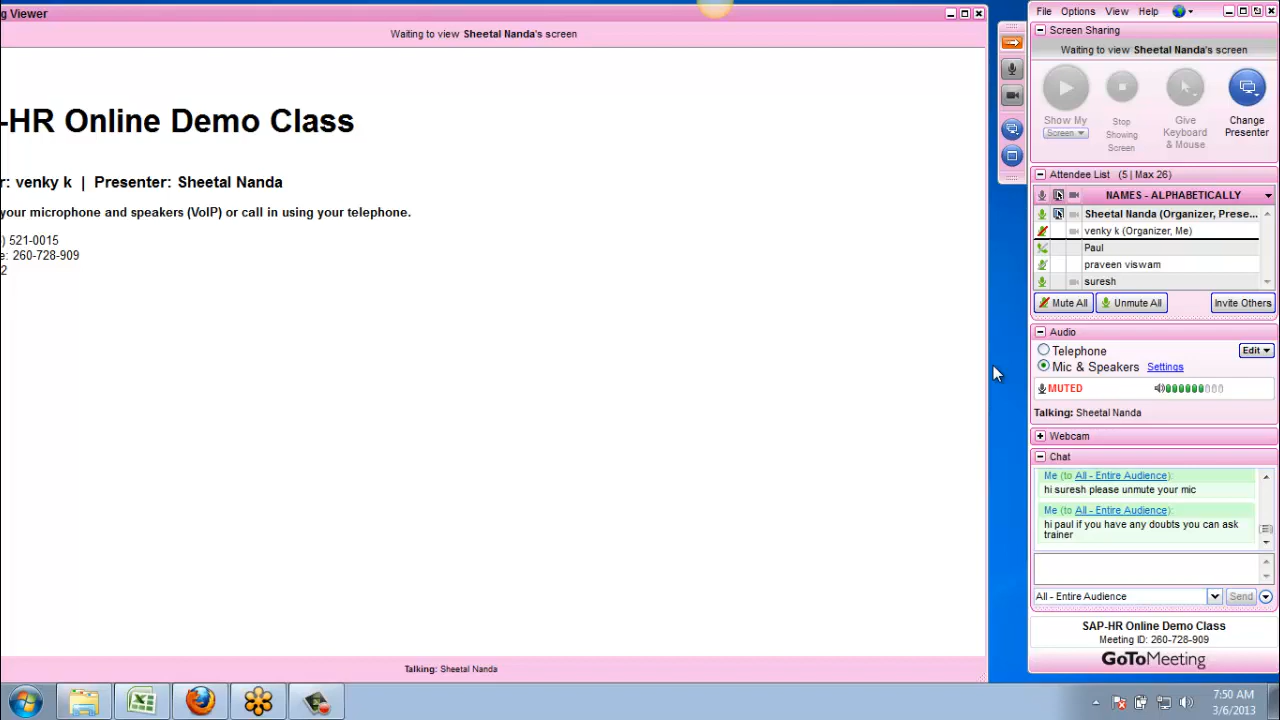 g Viewer
Waiting to view Sheetal Nanda's screen
-HR Online Demo Class
r: venky k | Presenter: Sheetal Nanda
your microphone and speakers (VoIP) or call in using your telephone.
) 521-0015
e: 260-728-909
2
Talking: Sheetal Nanda
File Options View Help
Screen Sharing
Waiting to view Sheetal Nanda's screen
Show My
Screen
Stop
Showing
Screen
Give
Keyboard
& Mouse
Change
Presenter
Attendee List (5 | Max 26)
NAMES - ALPHABETICALLY
Sheetal Nanda (Organizer, Prese...
venky k (Organizer, Me)
Paul
praveen viswam
suresh
Mute All Unmute All Invite Others
Audio
Telephone Edit
Mic & Speakers Settings
MUTED
Talking: Sheetal Nanda
Webcam
Chat
Me (to All - Entire Audience):
hi suresh please unmute your mic
Me (to All - Entire Audience):
hi paul if you have any doubts you can ask
trainer
All - Entire Audience Send
SAP-HR Online Demo Class
Meeting ID: 260-728-909
GoToMeeting
7:50 AM
3/6/2013